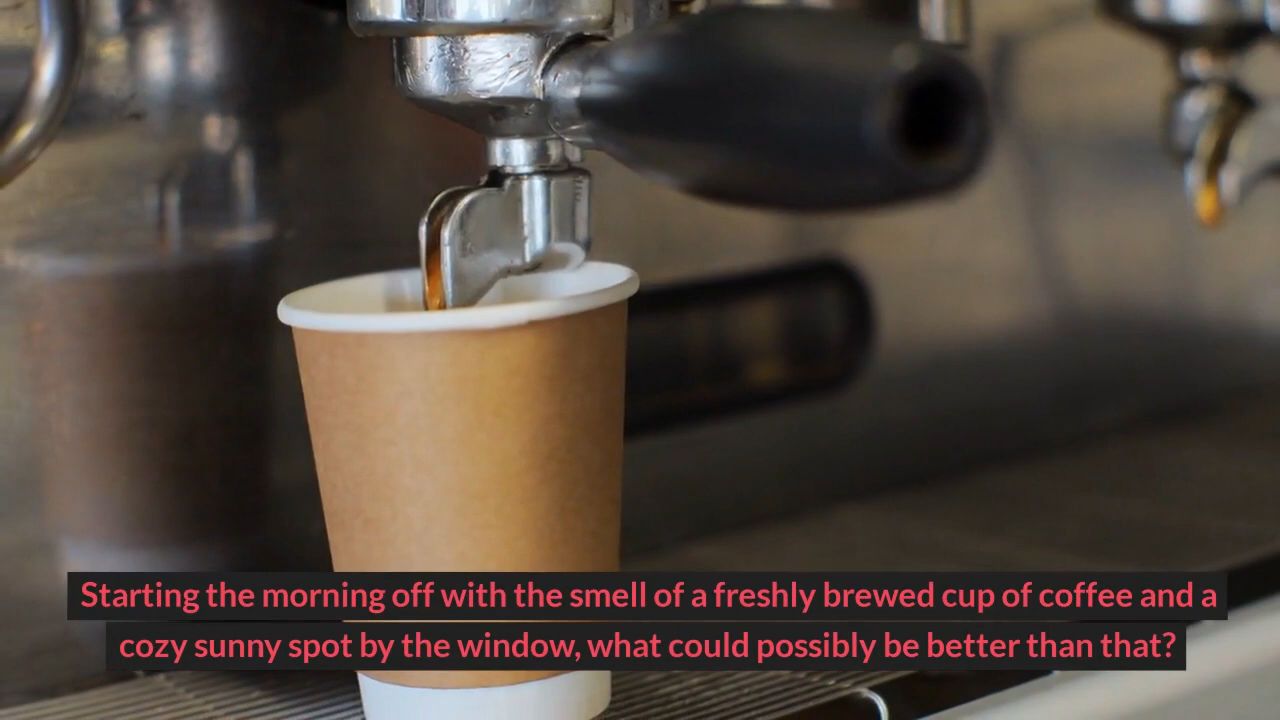 Starting the morning off with the smell of a freshly brewed cup of coffee and a
cozy sunny spot by the window, what could possibly be better than that?